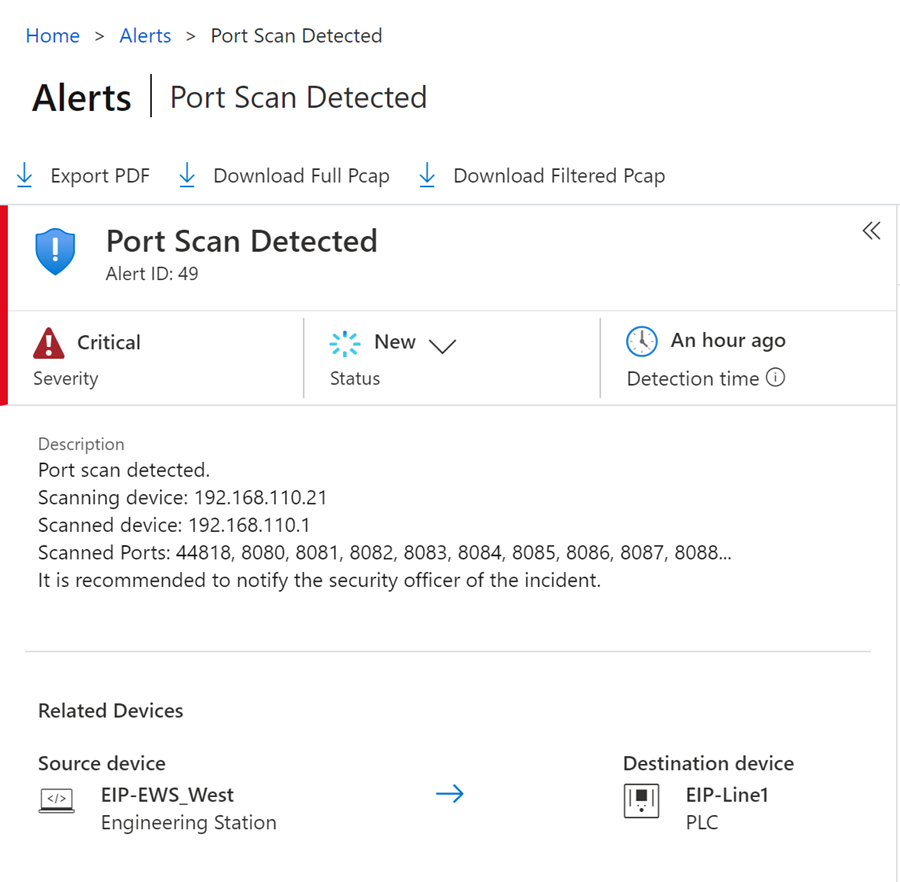 Home > Alerts > Port Scan Detected
Alerts | Port Scan Detected
Export PDF Download Full Pcap Download Filtered Pcap
Port Scan Detected
Alert ID: 49
Critical New An hour ago
Severity Status Detection time
Description
Port scan detected.
Scanning device: 192.168.110.21
Scanned device: 192.168.110.1
Scanned Ports: 44818, 8080, 8081, 8082, 8083, 8084, 8085, 8086, 8087, 8088...
It is recommended to notify the security officer of the incident.
Related Devices
Source device Destination device
</> EIP-EWS_West EIP-Line1
Engineering Station PLC